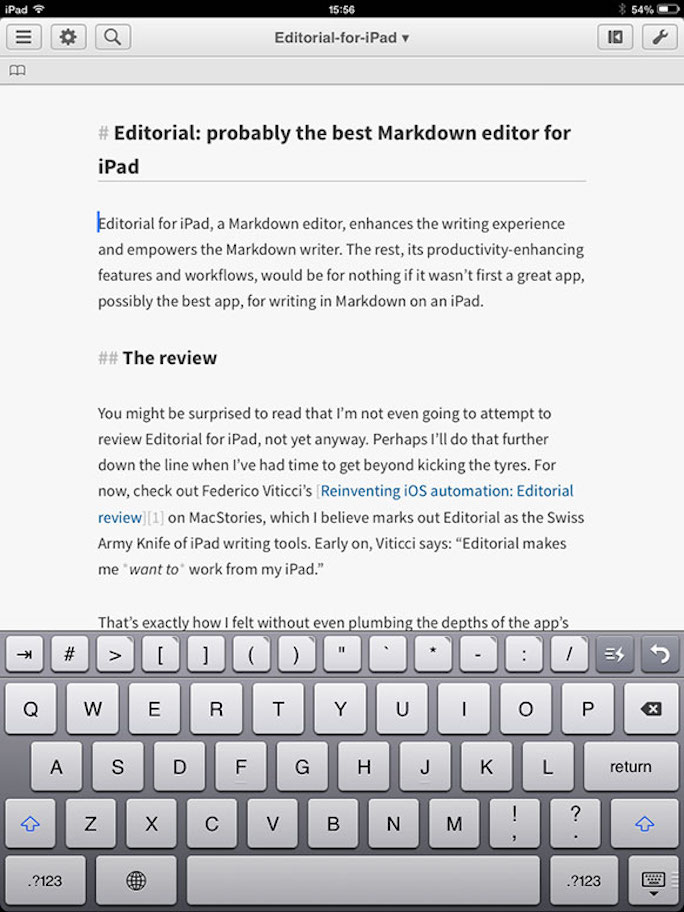 iPad 15:56 54%
Editorial-for-iPad ▾
# Editorial: probably the best Markdown editor for
iPad
Editorial for iPad, a Markdown editor, enhances the writing experience
and empowers the Markdown writer. The rest, its productivity-enhancing
features and workflows, would be for nothing if it wasn’t first a great app,
possibly the best app, for writing in Markdown on an iPad.
## The review
You might be surprised to read that I’m not even going to attempt to
review Editorial for iPad, not yet anyway. Perhaps I’ll do that further
down the line when I’ve had time to get beyond kicking the tyres. For
now, check out Federico Viticci’s [Reinventing iOS automation: Editorial
review][1] on MacStories, which I believe marks out Editorial as the Swiss
Army Knife of iPad writing tools. Early on, Viticci says: “Editorial makes
me *want to* work from my iPad.”
That’s exactly how I felt without even plumbing the depths of the app’s
⇥ # > [ ] ( ) " ` * - : /
Q W E R T Y U I O P
A S D F G H J K L return
Z X C V B N M ! , ? .
.?123 .?123